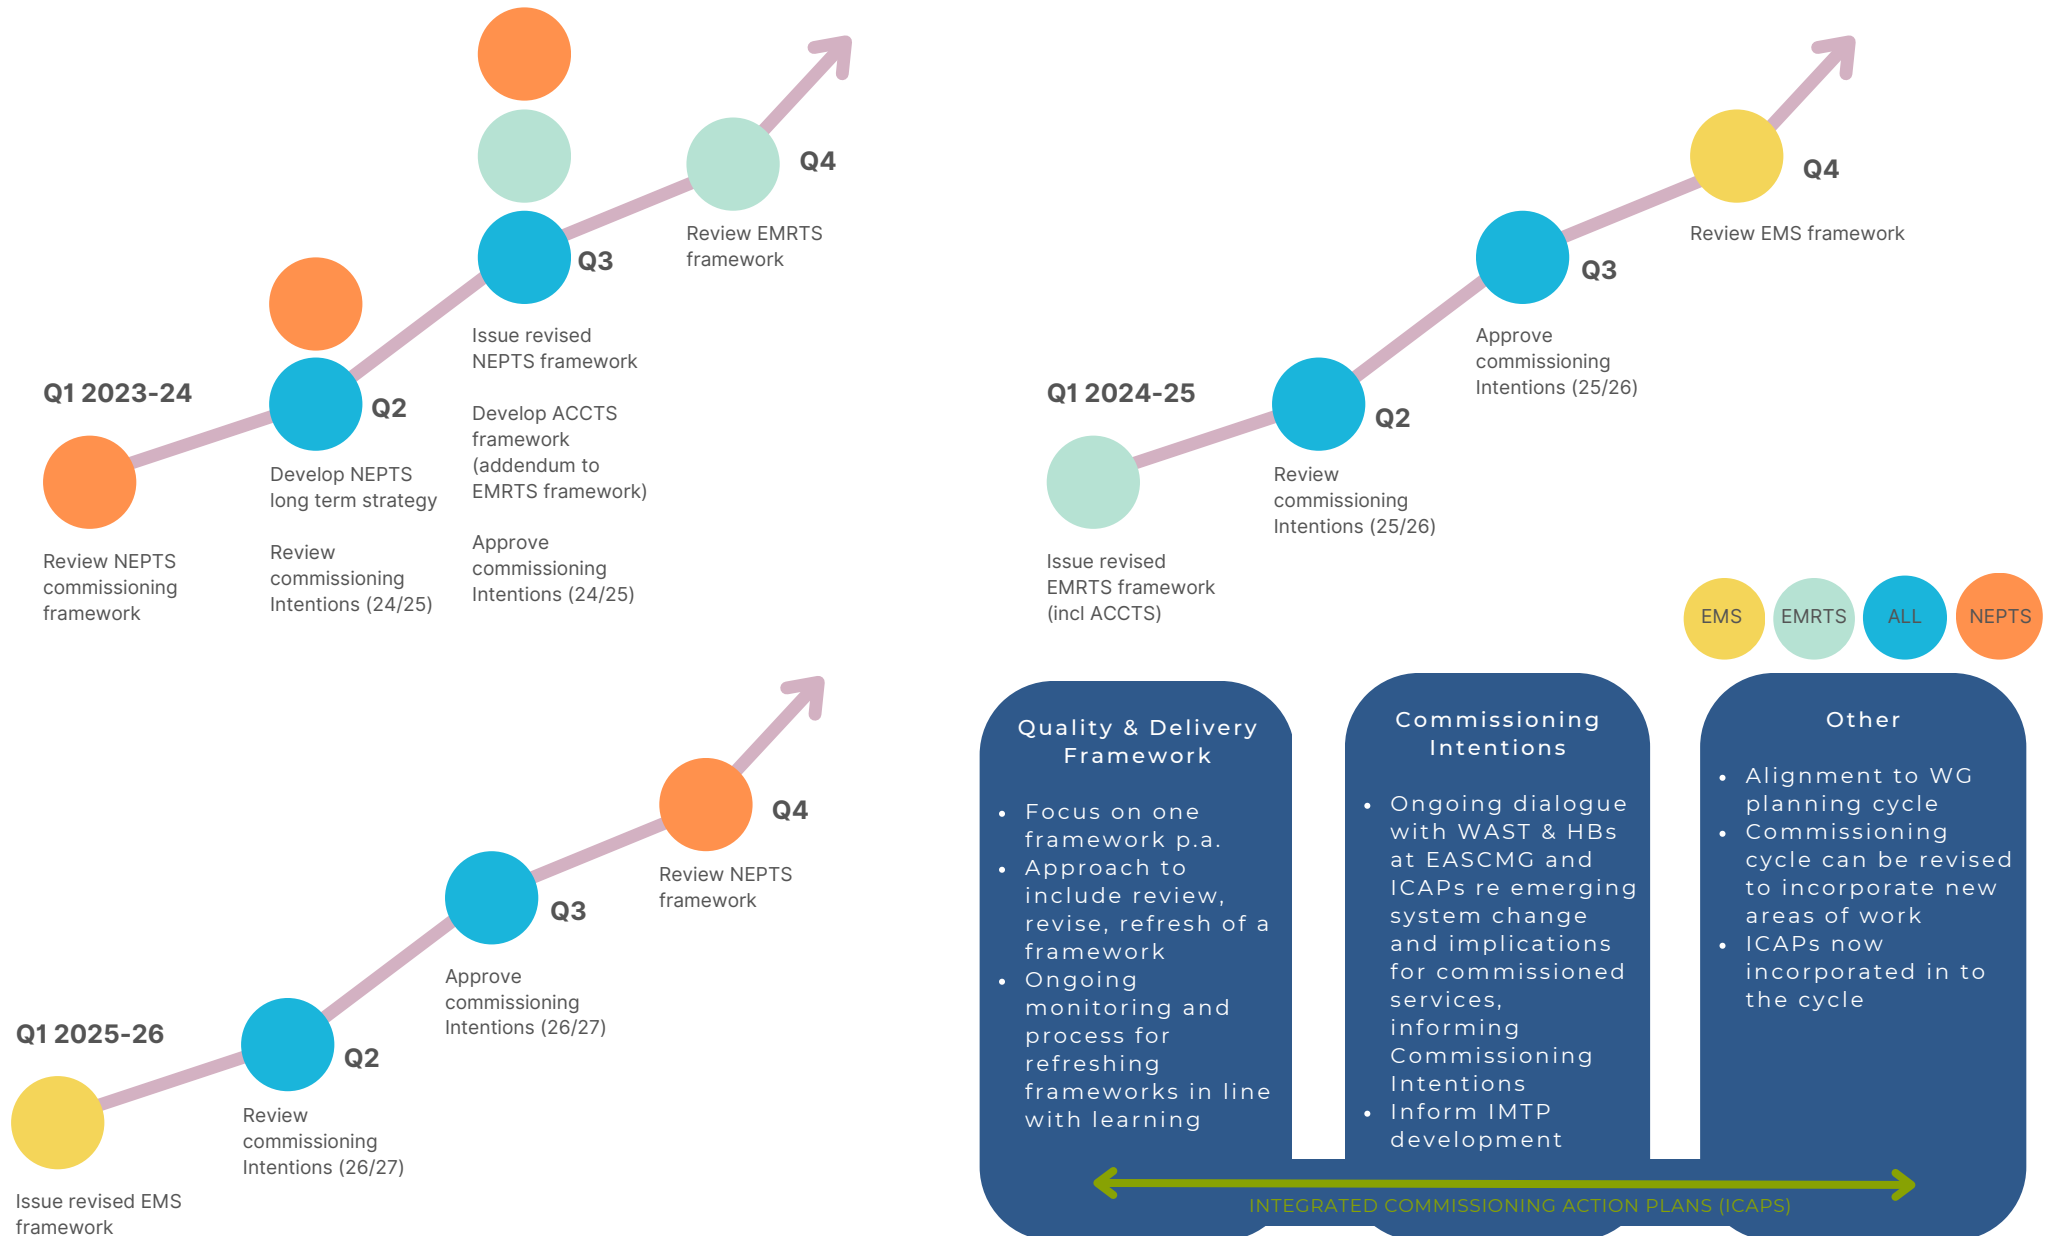 Q1 2023-24
Review NEPTS
commissioning
framework
Q2
Develop NEPTS
long term strategy
Review
commissioning
Intentions (24/25)
Q3
Issue revised
NEPTS framework
Develop ACCTS
framework
(addendum to
EMRTS framework)
Approve
commissioning
Intentions (24/25)
Q4
Review EMRTS
framework
Q1 2024-25
Issue revised
EMRTS framework
(incl ACCTS)
Q2
Review
commissioning
Intentions (25/26)
Q3
Approve
commissioning
Intentions (25/26)
Q4
Review EMS framework
EMS
EMRTS
ALL
NEPTS
Q1 2025-26
Issue revised EMS
framework
Q2
Review
commissioning
Intentions (26/27)
Q3
Approve
commissioning
Intentions (26/27)
Q4
Review NEPTS
framework
Quality & Delivery
Framework
• Focus on one
framework p.a.
• Approach to
include review,
revise, refresh of a
framework
• Ongoing
monitoring and
process for
refreshing
frameworks in line
with learning
Commissioning
Intentions
• Ongoing dialogue
with WAST & HBs
at EASCMG and
ICAPs re emerging
system change
and implications
for commissioned
services,
informing
Commissioning
Intentions
• Inform IMTP
development
Other
• Alignment to WG
planning cycle
• Commissioning
cycle can be revised
to incorporate new
areas of work
• ICAPs now
incorporated in to
the cycle
INTEGRATED COMMISSIONING ACTION PLANS (ICAPS)